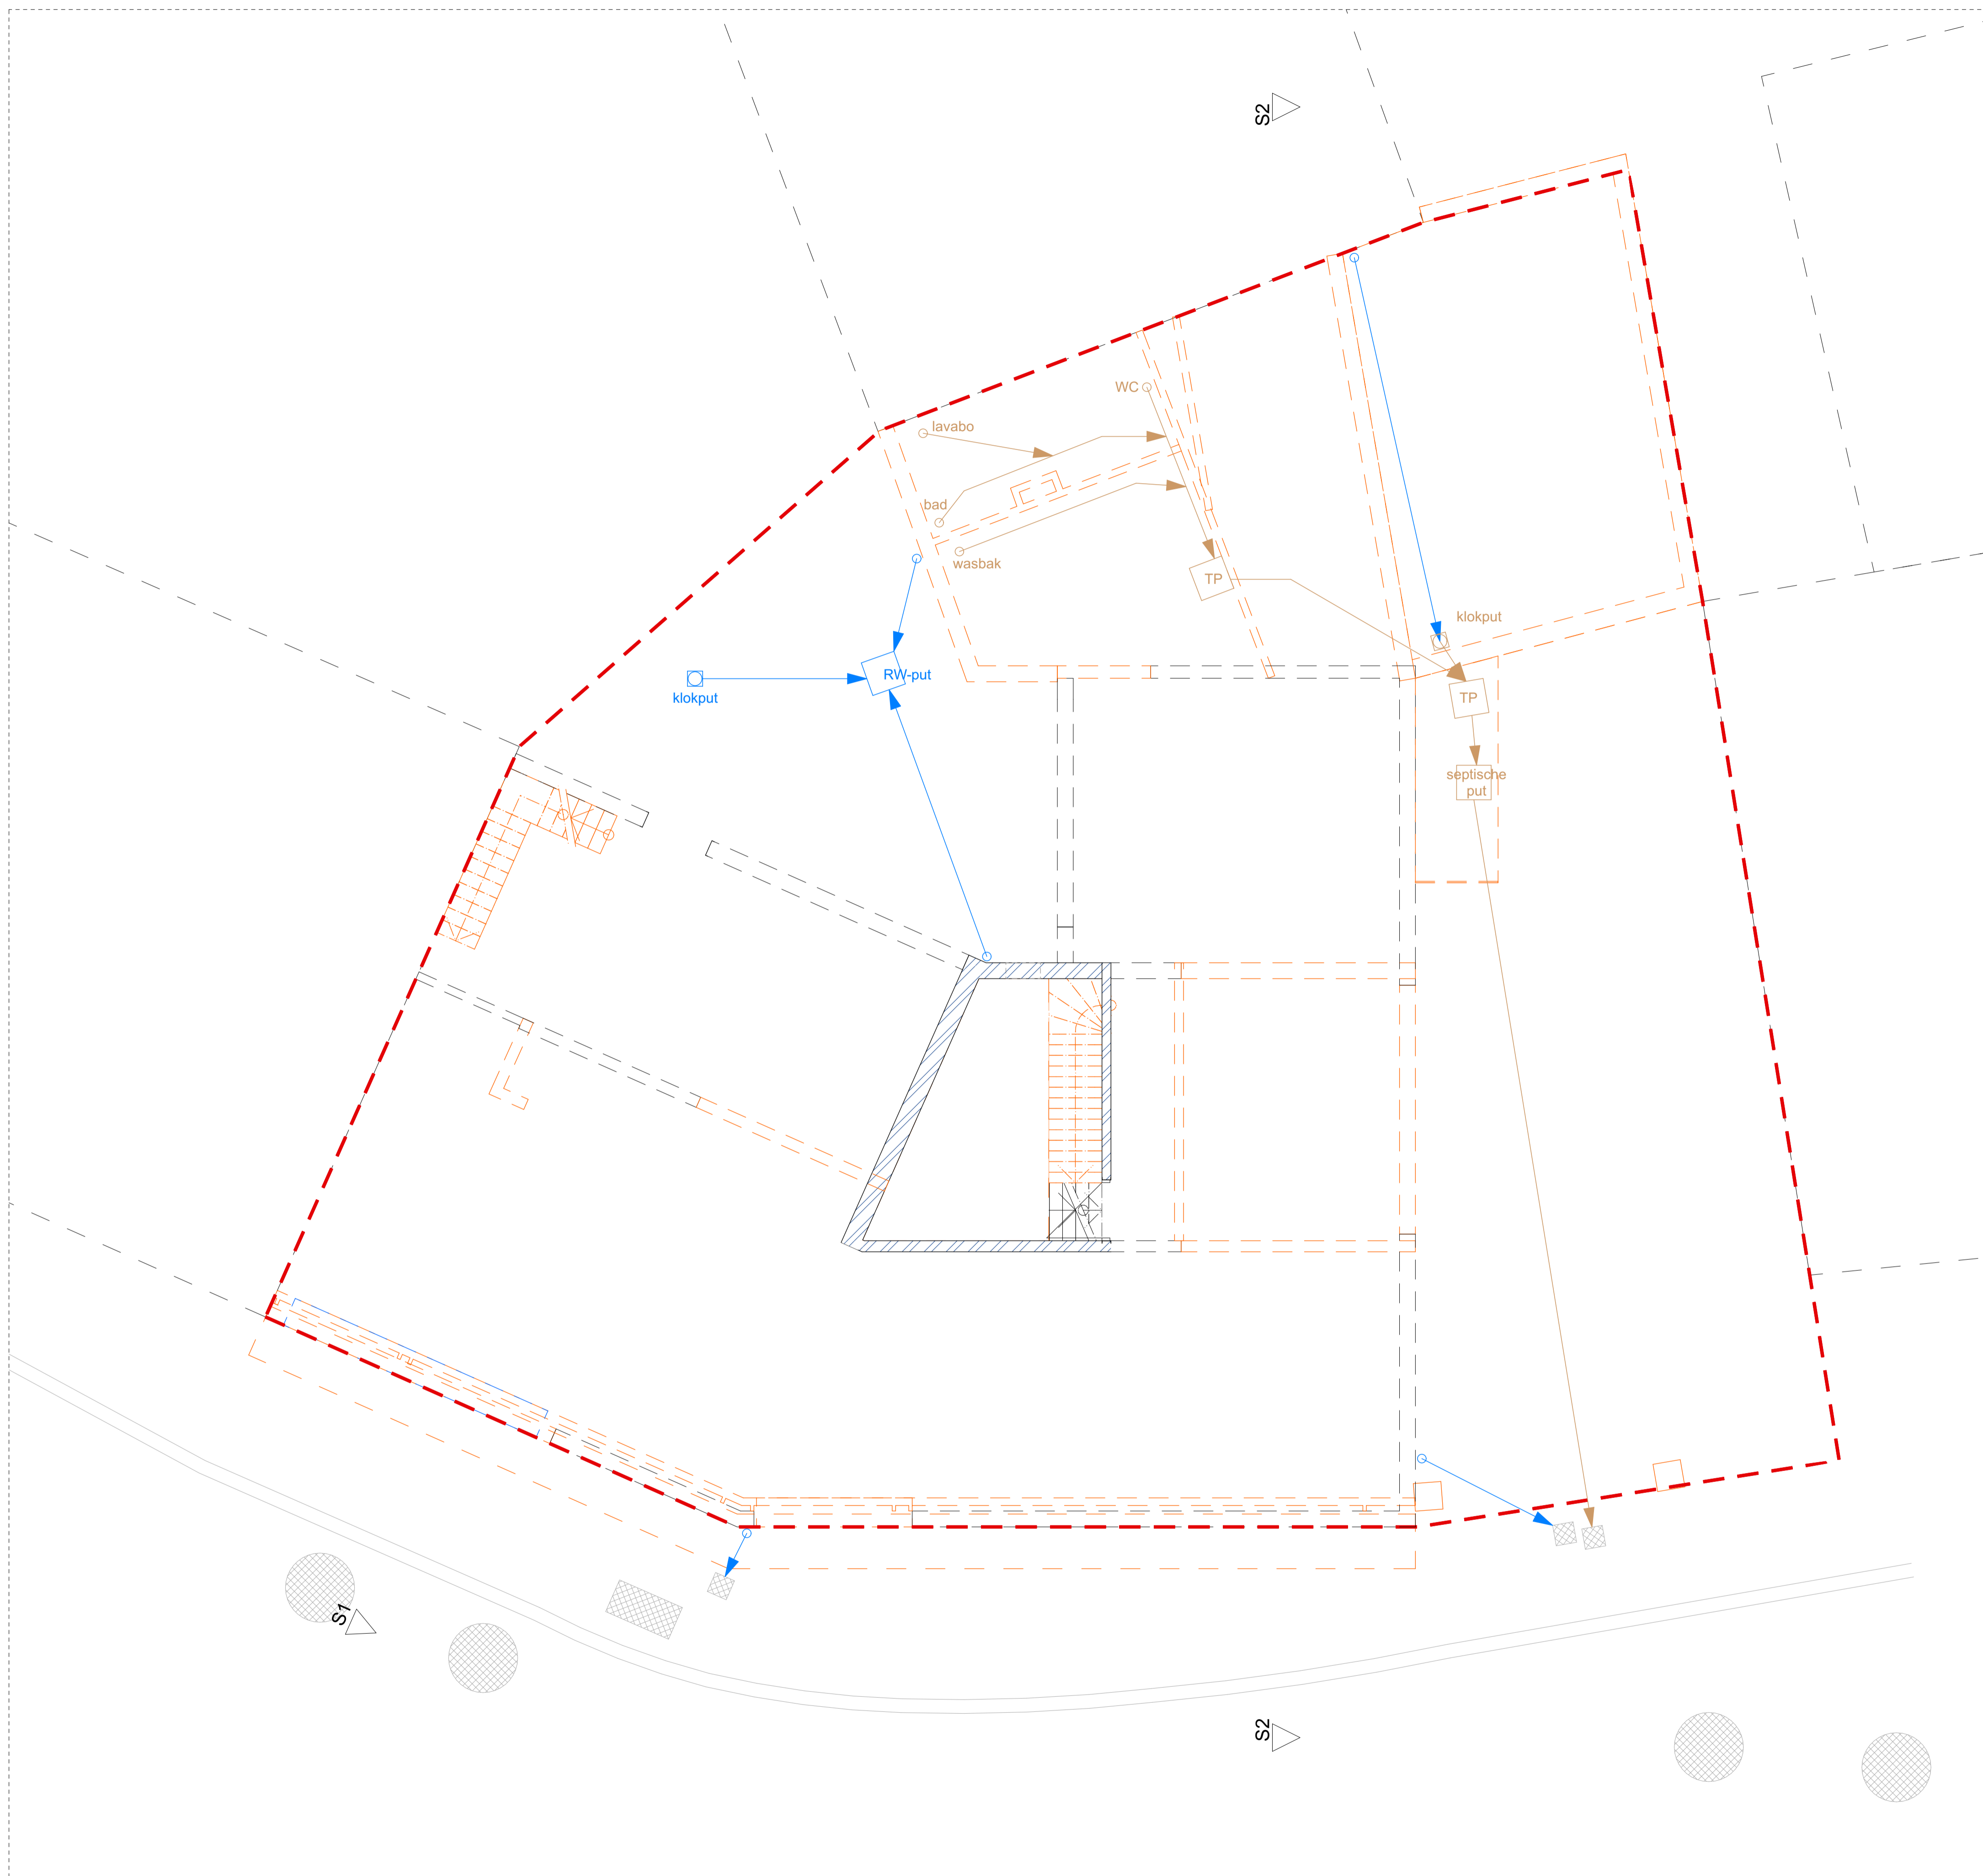 S2
WC
lavabo
bad
wasbak
TP
klokput
RW-put
klokput
TP
septische
put
S1
S2